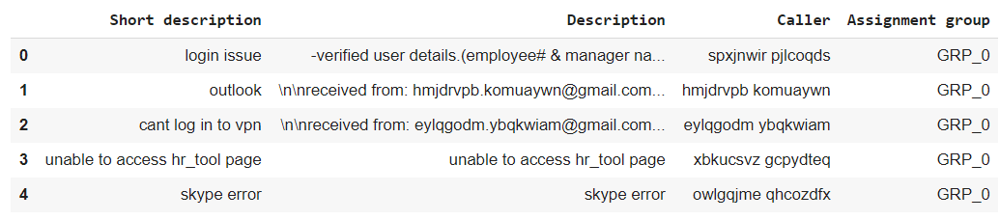 Short description Description Caller Assignment group
0 login issue -verified user details.(employee# & manager na... spxjnwir pjlcoqds GRP_0
1 outlook \n\nreceived from: hmjdrvpb.komuaywn@gmail.com... hmjdrvpb komuaywn GRP_0
2 cant log in to vpn \n\nreceived from: eylqgodm.ybqkwiam@gmail.com... eylqgodm ybqkwiam GRP_0
3 unable to access hr_tool page unable to access hr_tool page xbkucsvz gcpydteq GRP_0
4 skype error skype error owlgqjme qhcozdfx GRP_0